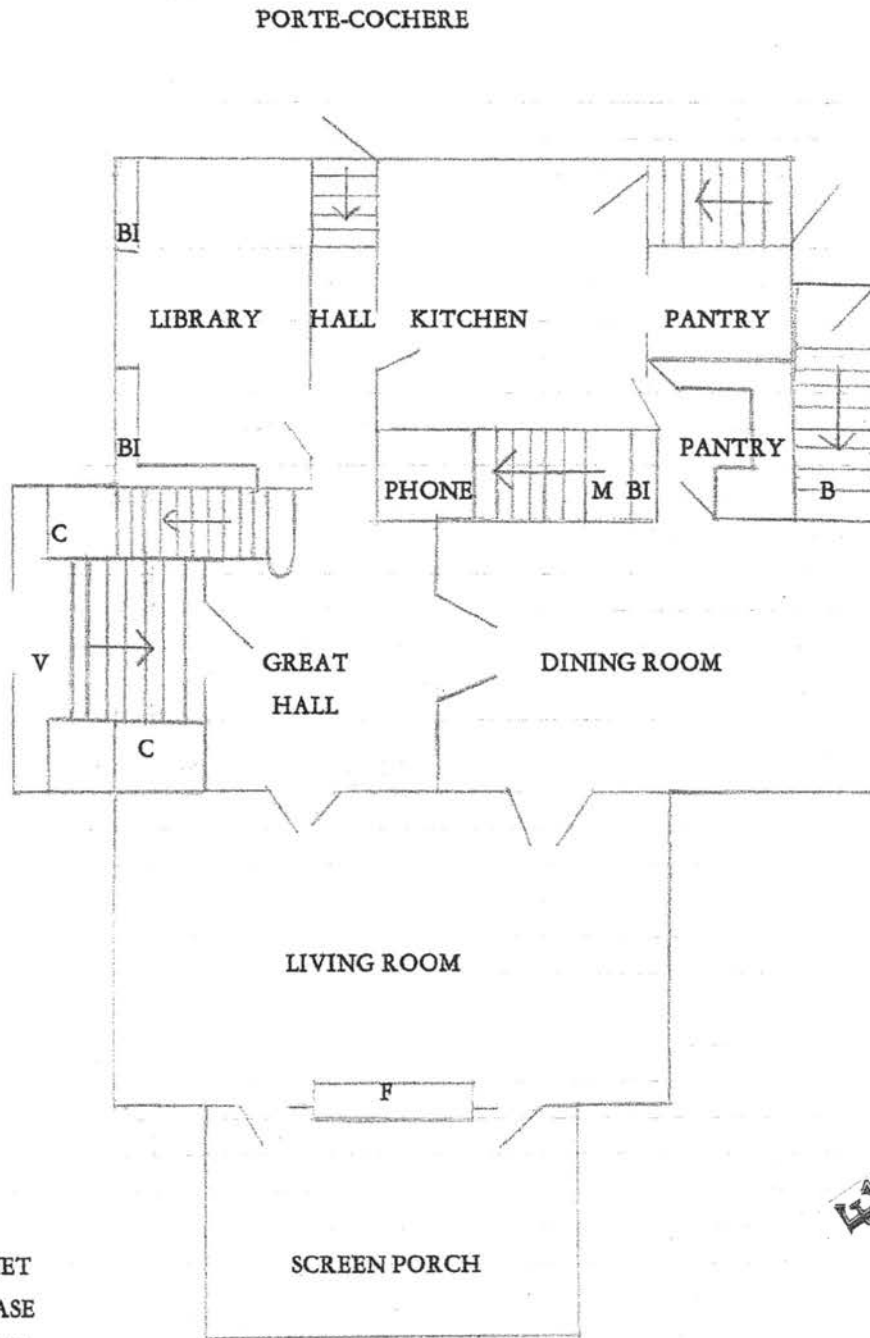 PORTE-COCHERE
BI
LIBRARY HALL KITCHEN PANTRY
BI
PHONE M BI PANTRY B
C
V GREAT HALL DINING ROOM
C
LIVING ROOM
F
SCREEN PORCH
ET
ASE
E